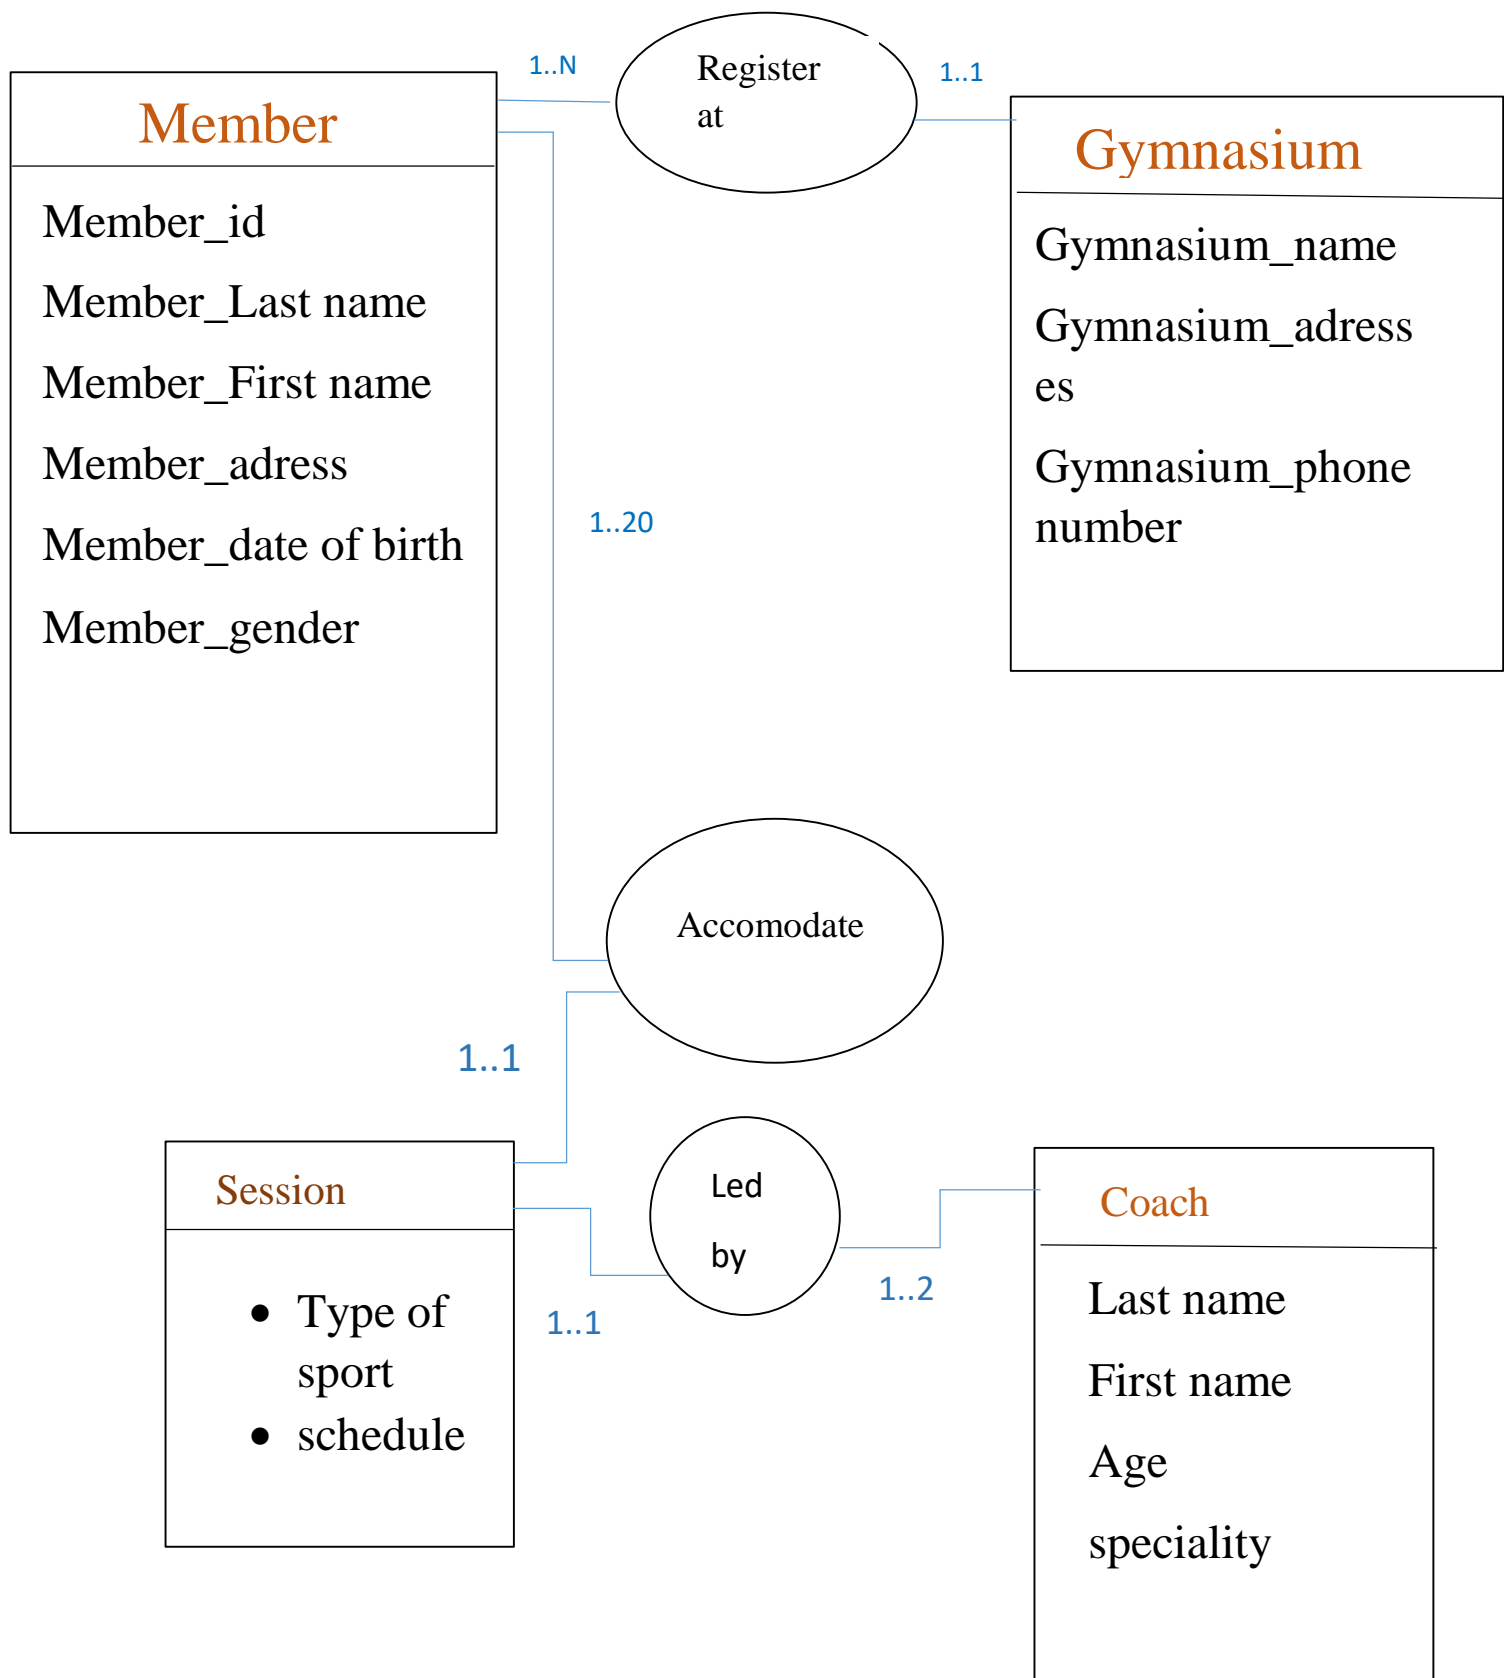 1..N
Register
at
1..1
Member
Member_id
Member_Last name
Member_First name
Member_adress
Member_date of birth
Member_gender
Gymnasium
Gymnasium_name
Gymnasium_adress
es
Gymnasium_phone
number
1..20
Accomodate
1..1
Session
• Type of
sport
• schedule
Led
by
1..1
1..2
Coach
Last name
First name
Age
speciality